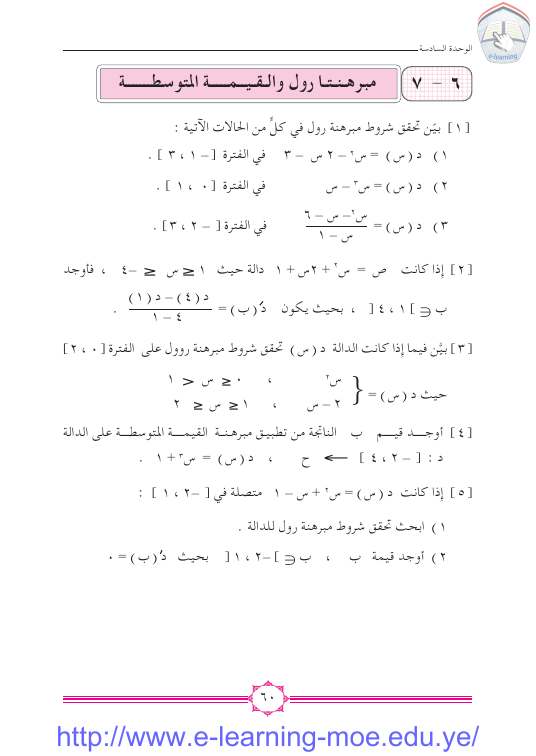 e-learning
الوحدة السادسة
٦ – ٧ مبرهنتا رول والقيمة المتوسطة
[١] بيّن تحقق شروط مبرهنة رول في كلٍّ من الحالات الآتية :
١) د(س) = س٢ – ٢ س – ٣ في الفترة [– ١ ، ٣] .
٢) د(س) = س٣ – س في الفترة [٠ ، ١] .
٣) د(س) = (س٢ – س – ٦) / (س – ١) في الفترة [– ٢ ، ٣] .
[٢] إذا كانت ص = س٢ + ٢س + ١ دالة حيث ١ ≤ س ≤ –٤ ، فأوجد
ب ∈ ]١ ، ٤[ ، بحيث يكون دَ(ب) = (د(٤) – د(١)) / (٤ – ١) .
[٣] بيّن فيما إذا كانت الدالة د(س) تحقق شروط مبرهنة روول على الفترة [٠ ، ٢]
حيث د(س) = {
س٢ ، ٠ ≤ س < ١
٢ – س ، ١ ≤ س ≤ ٢
[٤] أوجد قيم ب الناتجة من تطبيق مبرهنة القيمة المتوسطة على الدالة
د : [– ٢ ، ٤] ⟵ ح ، د(س) = س٣ + ١ .
[٥] إذا كانت د(س) = س٢ + س – ١ متصلة في [–٢ ، ١] :
١) ابحث تحقق شروط مبرهنة رول للدالة .
٢) أوجد قيمة ب ، ب ∈ ]–٢ ، ١[ بحيث دَ(ب) = ٠
٦٠
http://www.e-learning-moe.edu.ye/